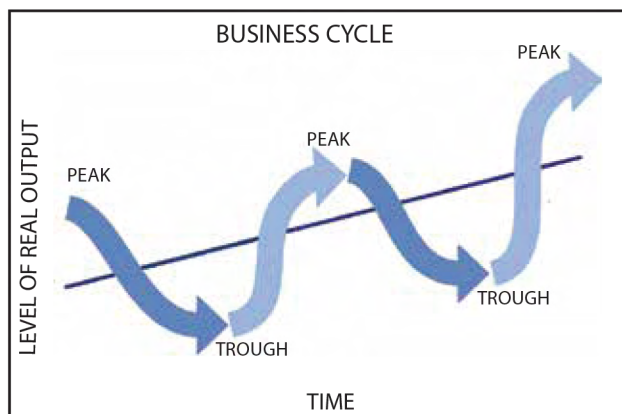 BUSINESS CYCLE
PEAK
PEAK
PEAK
TROUGH
TROUGH
LEVEL OF REAL OUTPUT
TIME